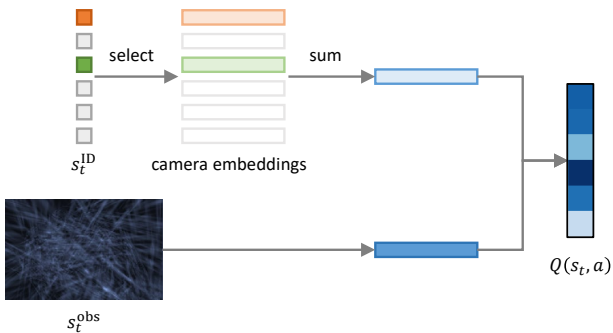 select
sum
s_t^ID
camera embeddings
s_t^obs
Q(s_t, a)